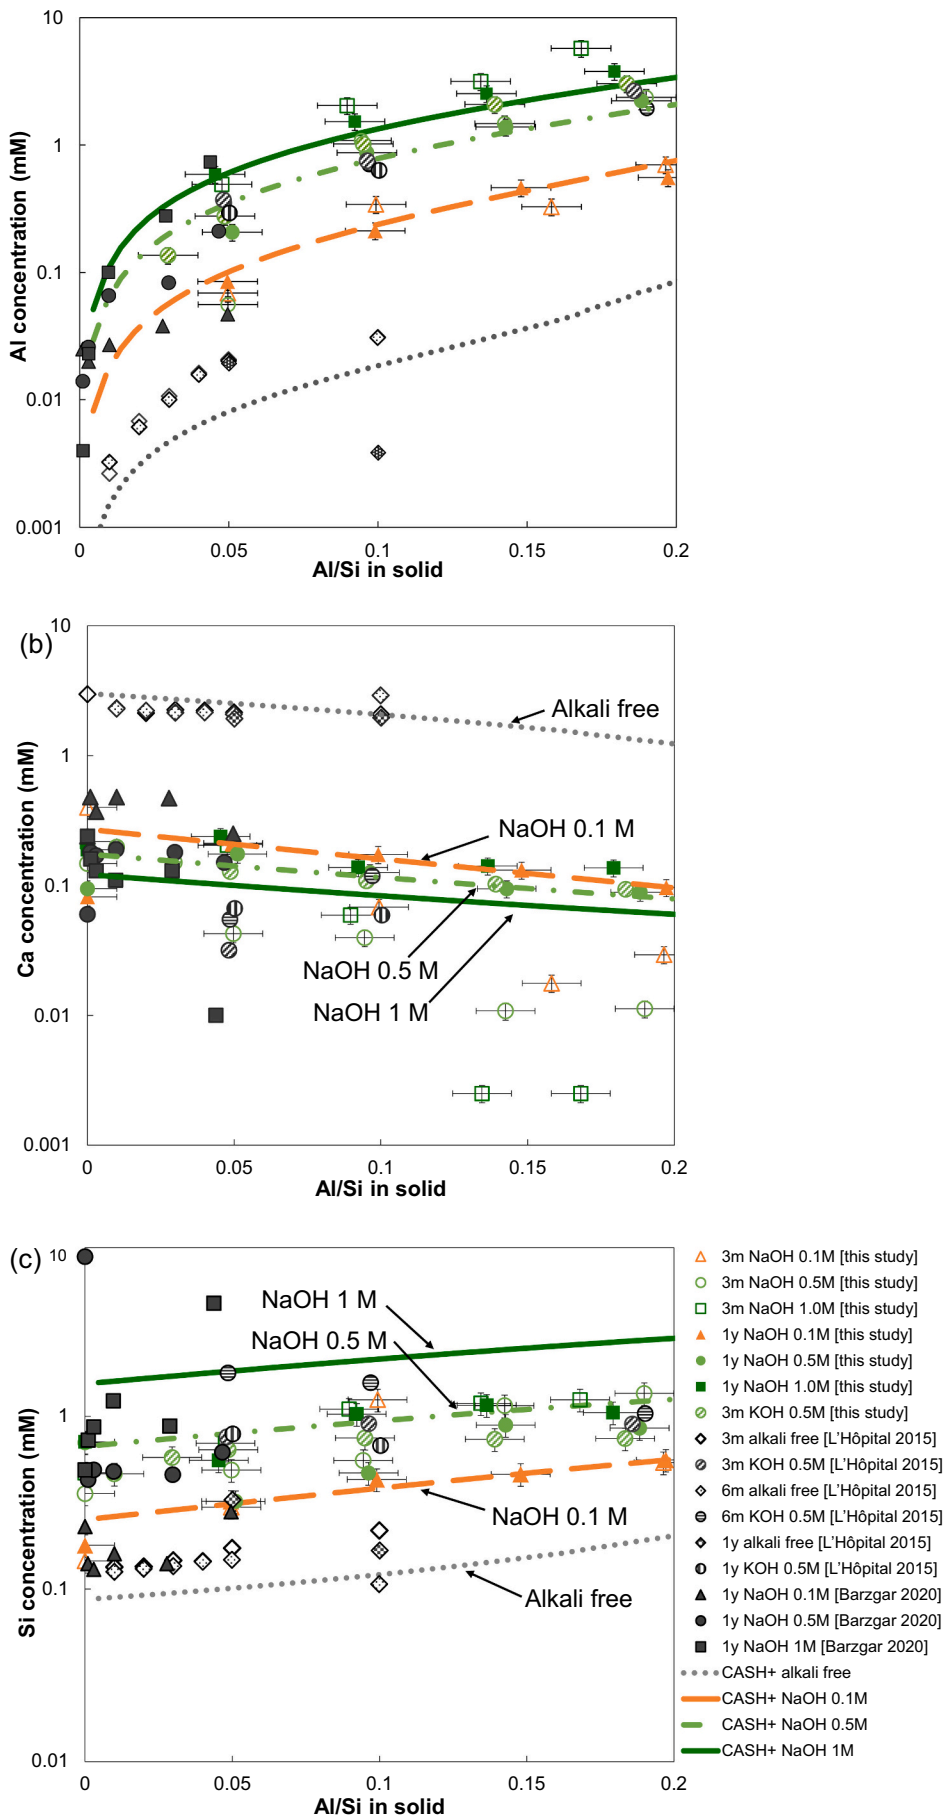 10
1
0.1
0.01
0.001
Al concentration (mM)
0
0.05
0.1
0.15
0.2
Al/Si in solid
(b)
10
1
0.1
0.01
0.001
Ca concentration (mM)
Alkali free
NaOH 0.1 M
NaOH 0.5 M
NaOH 1 M
0
0.05
0.1
0.15
0.2
Al/Si in solid
(c)
10
1
0.1
0.01
Si concentration (mM)
NaOH 1 M
NaOH 0.5 M
NaOH 0.1 M
Alkali free
0
0.05
0.1
0.15
0.2
Al/Si in solid
3m NaOH 0.1M [this study]
3m NaOH 0.5M [this study]
3m NaOH 1.0M [this study]
1y NaOH 0.1M [this study]
1y NaOH 0.5M [this study]
1y NaOH 1.0M [this study]
3m KOH 0.5M [this study]
3m alkali free [L'Hôpital 2015]
3m KOH 0.5M [L'Hôpital 2015]
6m alkali free [L'Hôpital 2015]
6m KOH 0.5M [L'Hôpital 2015]
1y alkali free [L'Hôpital 2015]
1y KOH 0.5M [L'Hôpital 2015]
1y NaOH 0.1M [Barzgar 2020]
1y NaOH 0.5M [Barzgar 2020]
1y NaOH 1M [Barzgar 2020]
CASH+ alkali free
CASH+ NaOH 0.1M
CASH+ NaOH 0.5M
CASH+ NaOH 1M